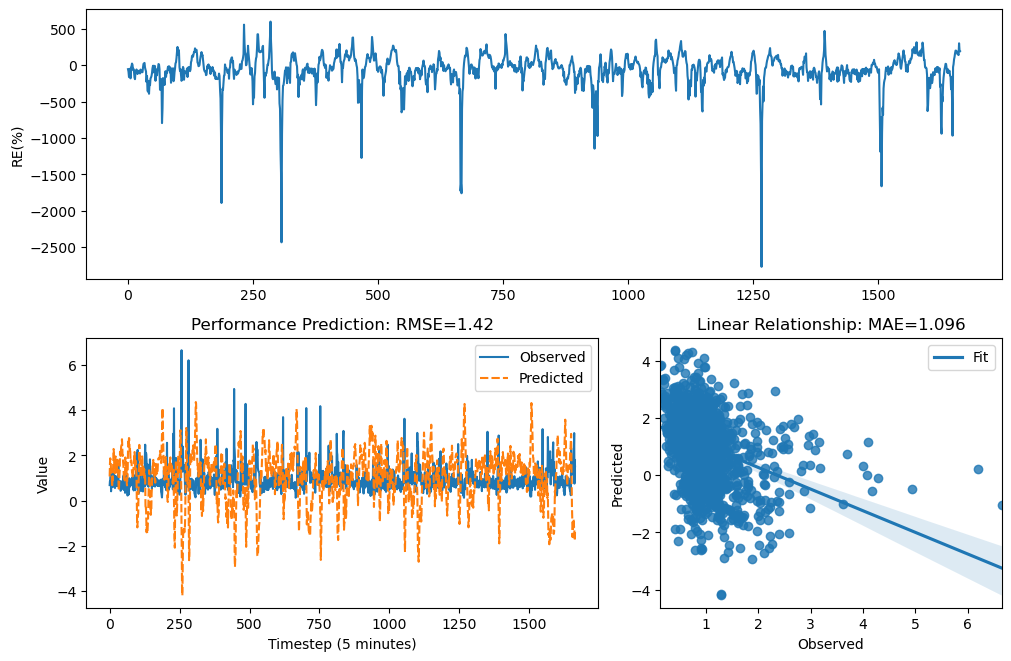 500
0
−500
−1000
−1500
−2000
−2500
RE(%)
0 250 500 750 1000 1250 1500
Performance Prediction: RMSE=1.42
Observed
Predicted
6
4
2
0
−2
−4
Value
0 250 500 750 1000 1250 1500
Timestep (5 minutes)
Linear Relationship: MAE=1.096
Fit
4
2
0
−2
−4
Predicted
1 2 3 4 5 6
Observed